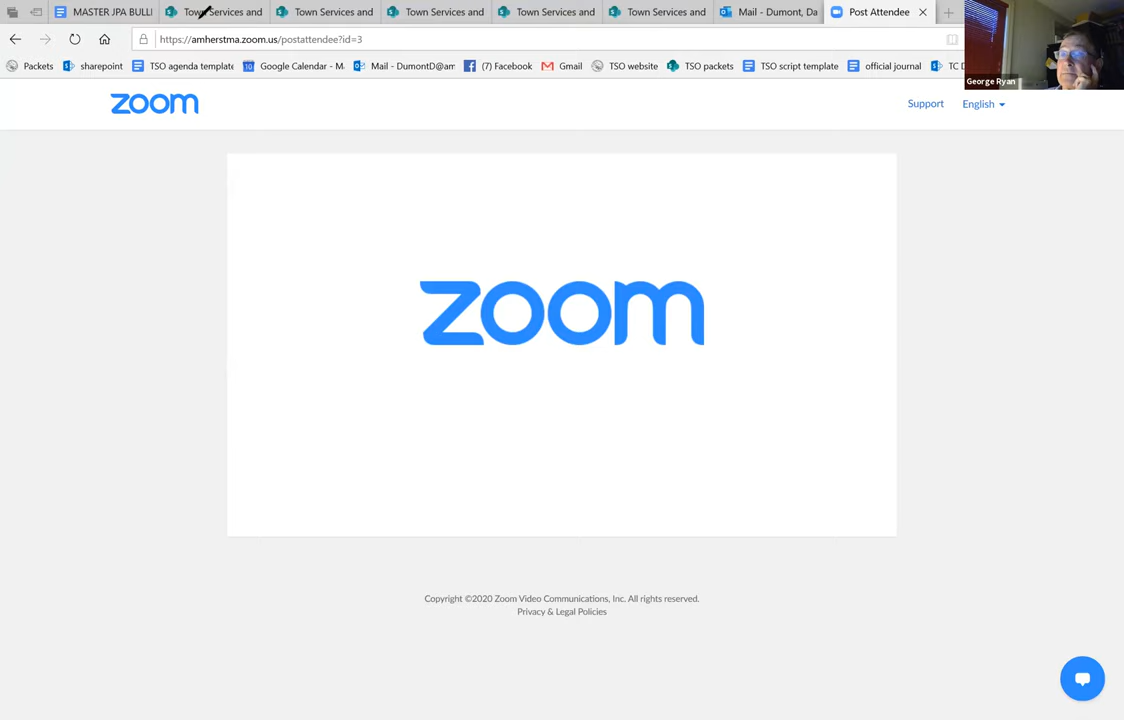 MASTER JPA BULLI
Town Services and
Town Services and
Town Services and
Town Services and
Town Services and
Mail - Dumont, Da
Post Attendee
https://amherstma.zoom.us/postattendee?id=3
Packets
sharepoint
TSO agenda template
Google Calendar - Ma
Mail - DumontD@am
(7) Facebook
Gmail
TSO website
TSO packets
TSO script template
official journal
TC D
George Ryan
zoom
Support
English
zoom
Copyright ©2020 Zoom Video Communications, Inc. All rights reserved.
Privacy & Legal Policies